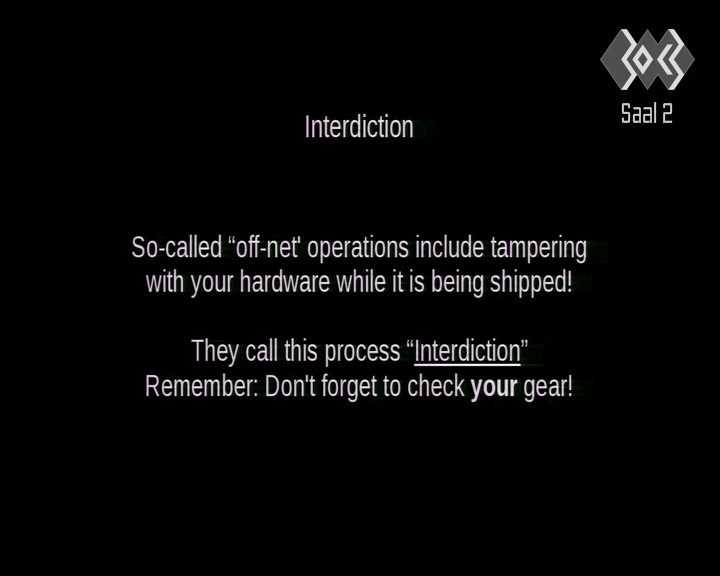 30C3
Saal 2
Interdiction
So-called “off-net' operations include tampering
with your hardware while it is being shipped!
They call this process “Interdiction”
Remember: Don't forget to check your gear!